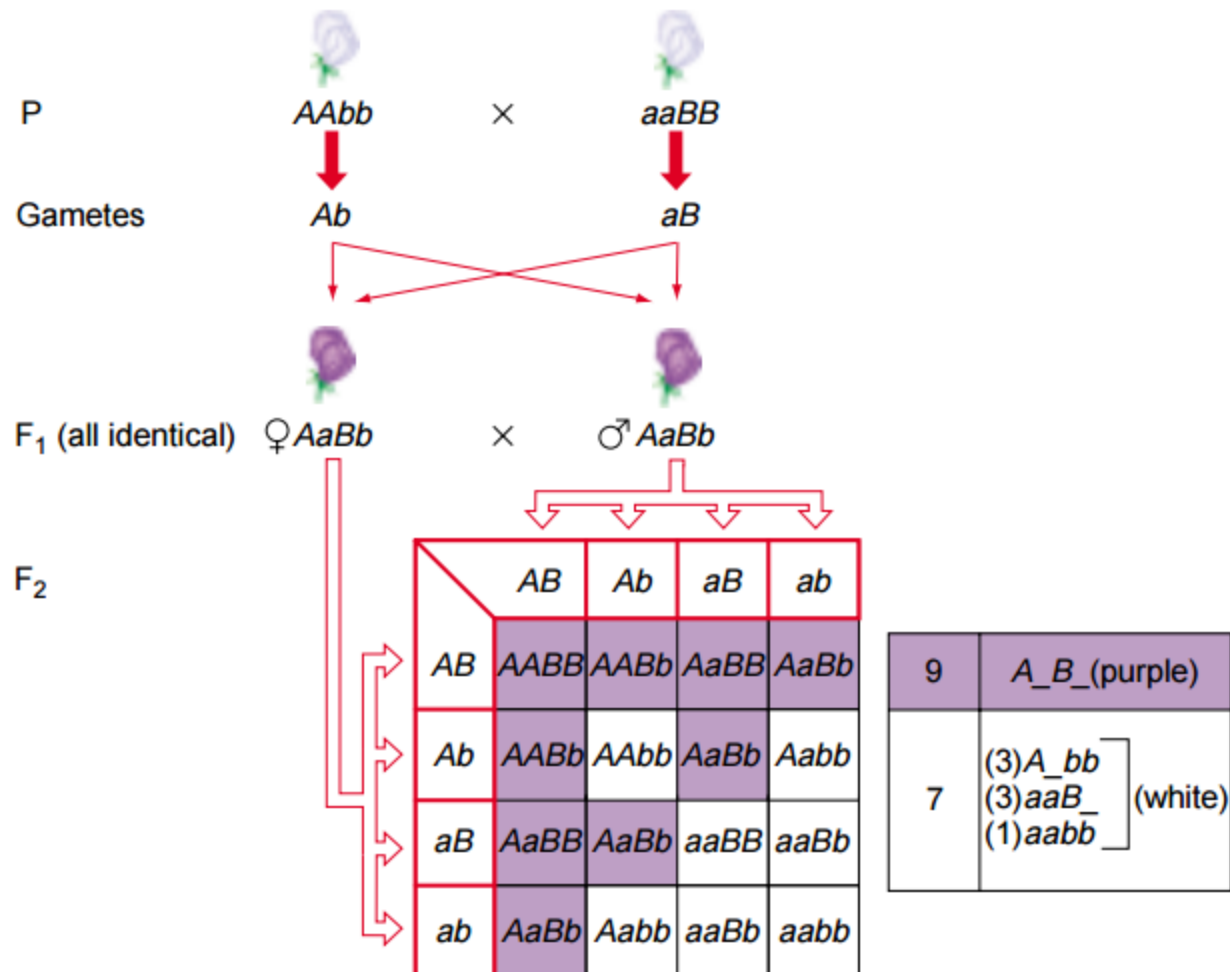 P AAbb × aaBB
Gametes Ab aB
F1 (all identical) ♀ AaBb × ♂ AaBb
F2
AB Ab aB ab
AB AABB AABb AaBB AaBb
Ab AABb AAbb AaBb Aabb
aB AaBB AaBb aaBB aaBb
ab AaBb Aabb aaBb aabb
9 A_B_(purple)
7
(3)A_bb
(3)aaB_ (white)
(1)aabb